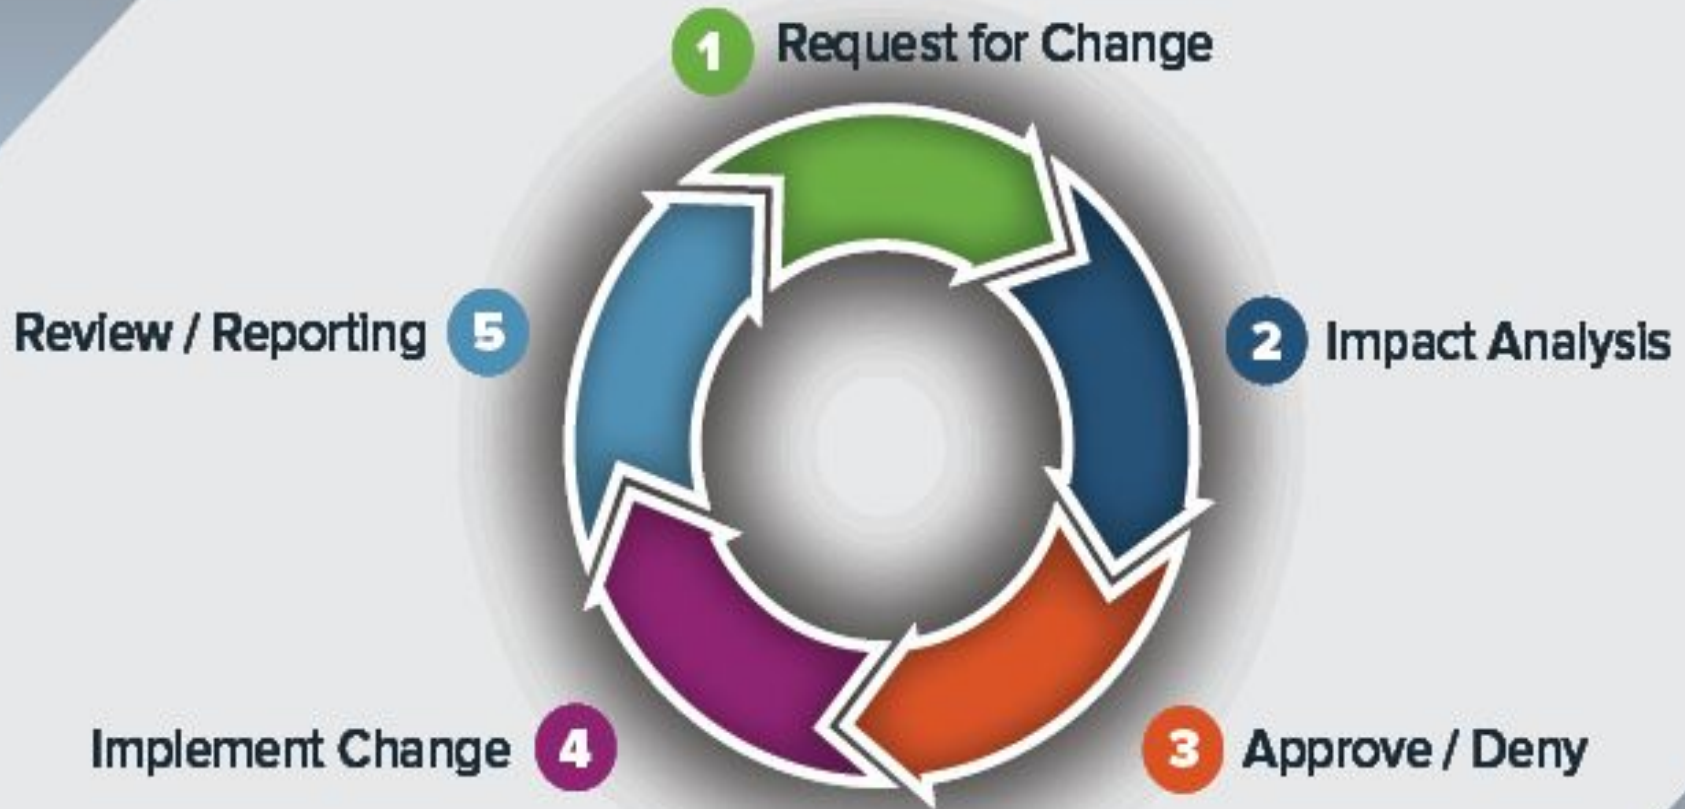 1 Request for Change
2 Impact Analysis
3 Approve / Deny
4 Implement Change
5 Review / Reporting